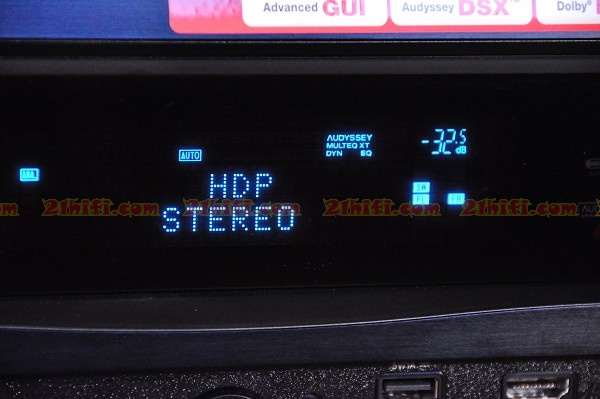 Advanced GUI
Audyssey DSX™
Dolby®
AUDYSSEY
MULTEQ XT
DYN EQ
-32.5 dB
AUTO
HDP
SW
FL FR
21hifi.com 21hifi.com 21hifi.com 21hifi.com
STEREO